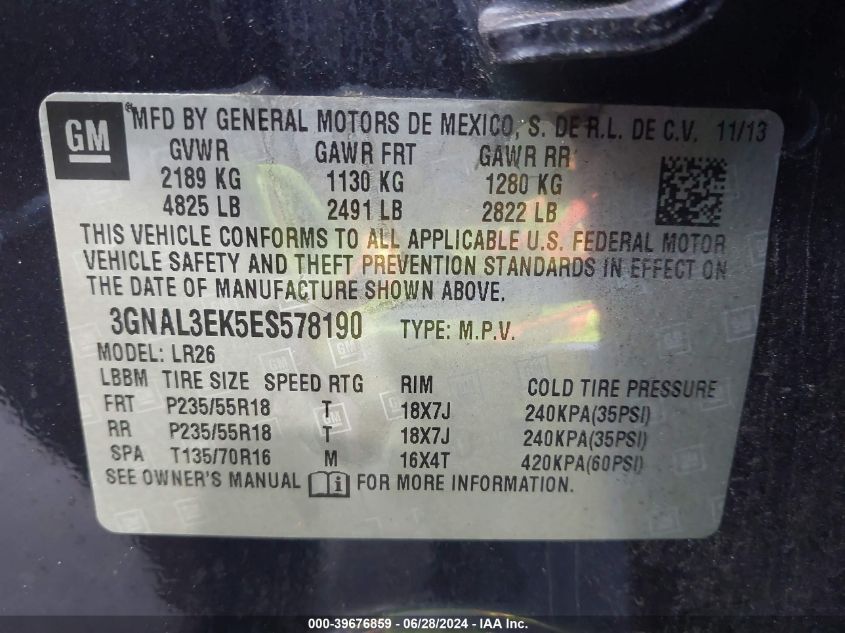 GM
®MFD BY GENERAL MOTORS DE MEXICO, S. DE R.L. DE C.V. 11/13
GVWR GAWR FRT GAWR RR
2189 KG 1130 KG 1280 KG
4825 LB 2491 LB 2822 LB
THIS VEHICLE CONFORMS TO ALL APPLICABLE U.S. FEDERAL MOTOR
VEHICLE SAFETY AND THEFT PREVENTION STANDARDS IN EFFECT ON
THE DATE OF MANUFACTURE SHOWN ABOVE.
3GNAL3EK5ES578190 TYPE: M.P.V.
MODEL: LR26
LBBM TIRE SIZE SPEED RTG RIM COLD TIRE PRESSURE
FRT P235/55R18 T 18X7J 240KPA(35PSI)
RR P235/55R18 T 18X7J 240KPA(35PSI)
SPA T135/70R16 M 16X4T 420KPA(60PSI)
SEE OWNER'S MANUAL i FOR MORE INFORMATION.
000-39676859 - 06/28/2024 - IAA Inc.